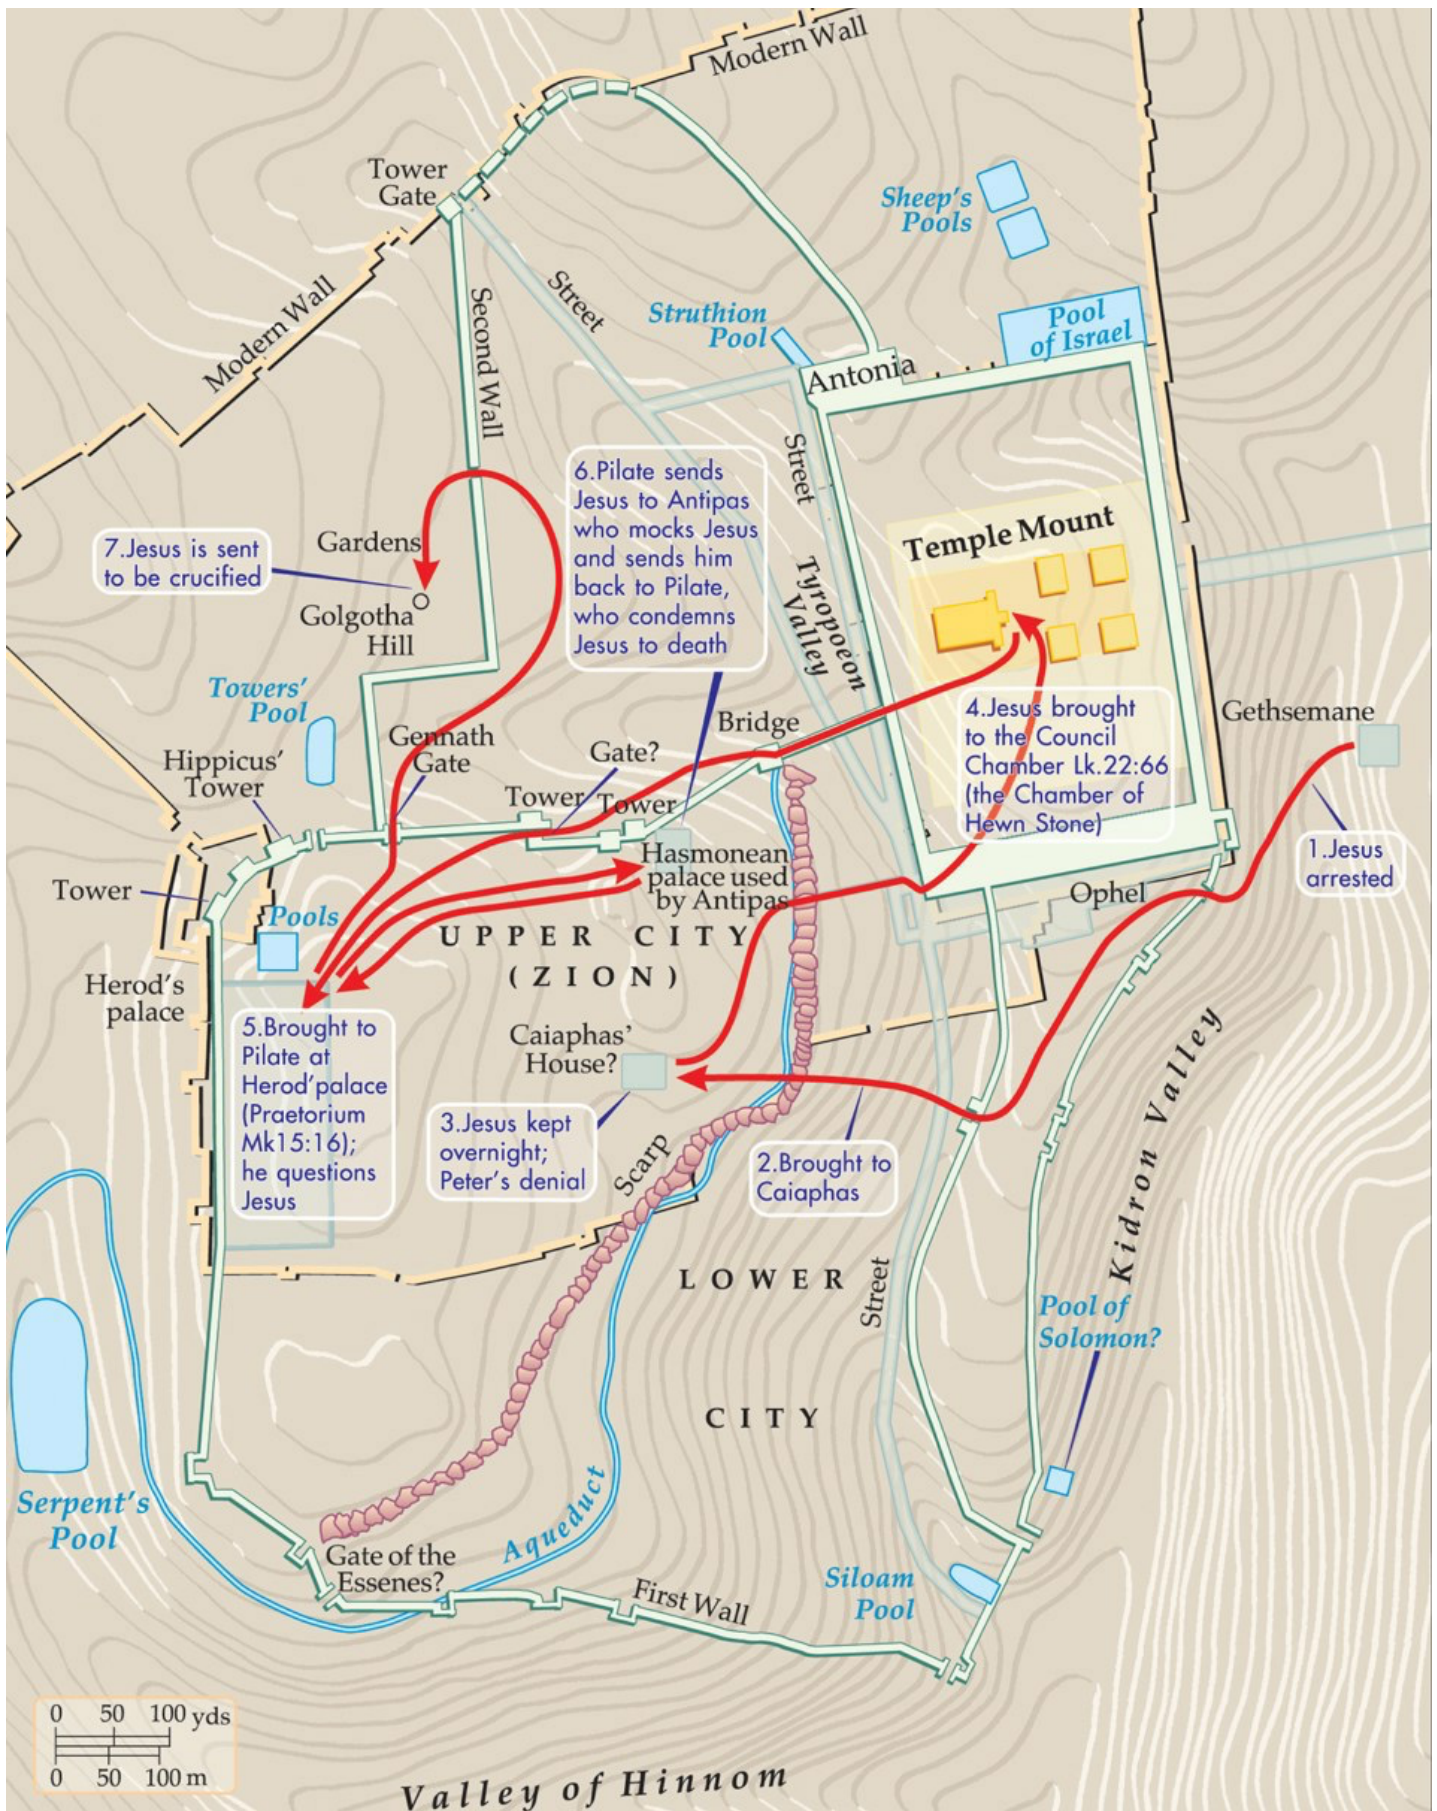 Modern Wall
Tower
Gate
Sheep's
Pools
Modern Wall
Second Wall
Street
Struthion
Pool
Pool
of Israel
Antonia
Street
6.Pilate sends
Jesus to Antipas
who mocks Jesus
and sends him
back to Pilate,
who condemns
Jesus to death
Temple Mount
7.Jesus is sent
to be crucified
Gardens
Golgotha
Hill
Tyropoeon
Valley
Towers'
Pool
4.Jesus brought
to the Council
Chamber Lk.22:66
(the Chamber of
Hewn Stone)
Gethsemane
Bridge
Gennath
Gate
Gate?
Hippicus'
Tower
Tower
Tower
1.Jesus
arrested
Hasmonean
palace used
by Antipas
Tower
Ophel
Pools
UPPER CITY
(ZION)
Herod's
palace
5.Brought to
Pilate at
Herod'palace
(Praetorium
Mk15:16);
he questions
Jesus
Caiaphas'
House?
3.Jesus kept
overnight;
Peter's denial
Scarp
2.Brought to
Caiaphas
Kidron Valley
LOWER
CITY
Street
Pool of
Solomon?
Serpent's
Pool
Aqueduct
Gate of the
Essenes?
First Wall
Siloam
Pool
0 50 100 yds
0 50 100 m
Valley of Hinnom